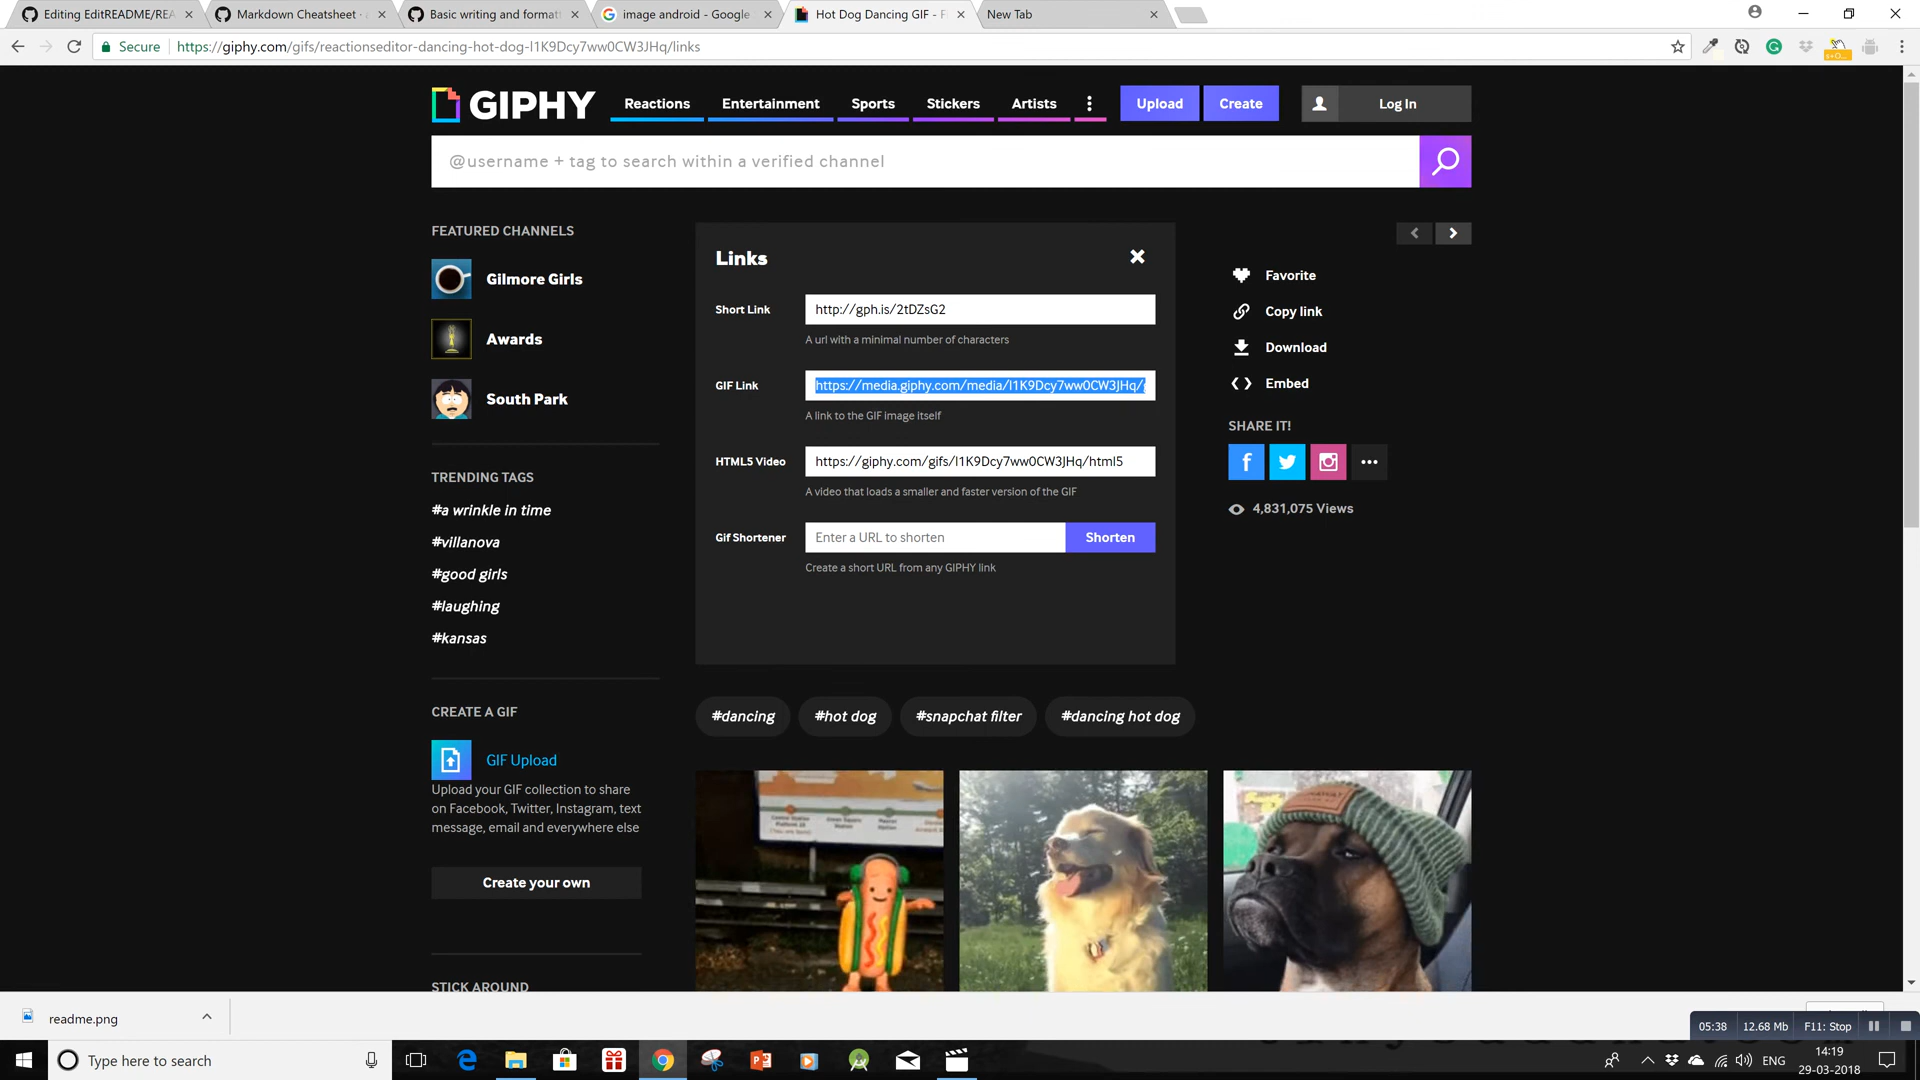 Editing EditREADME/REA
Markdown Cheatsheet ·
Basic writing and format
image android - Google
Hot Dog Dancing GIF - F
New Tab
Secure
https://giphy.com/gifs/reactionseditor-dancing-hot-dog-l1K9Dcy7ww0CW3JHq/links
GIPHY
Reactions
Entertainment
Sports
Stickers
Artists
Upload
Create
Log In
@username + tag to search within a verified channel
FEATURED CHANNELS
Gilmore Girls
Awards
South Park
TRENDING TAGS
#a wrinkle in time
#villanova
#good girls
#laughing
#kansas
CREATE A GIF
GIF Upload
Upload your GIF collection to share
on Facebook, Twitter, Instagram, text
message, email and everywhere else
Create your own
STICK AROUND
Links
Short Link
http://gph.is/2tDZsG2
A url with a minimal number of characters
GIF Link
https://media.giphy.com/media/l1K9Dcy7ww0CW3JHq/
A link to the GIF image itself
HTML5 Video
https://giphy.com/gifs/l1K9Dcy7ww0CW3JHq/html5
A video that loads a smaller and faster version of the GIF
Gif Shortener
Enter a URL to shorten
Shorten
Create a short URL from any GIPHY link
Favorite
Copy link
Download
Embed
SHARE IT!
4,831,075 Views
#dancing
#hot dog
#snapchat filter
#dancing hot dog
readme.png
05:38
12.68 Mb
F11: Stop
Type here to search
ENG
14:19
29-03-2018